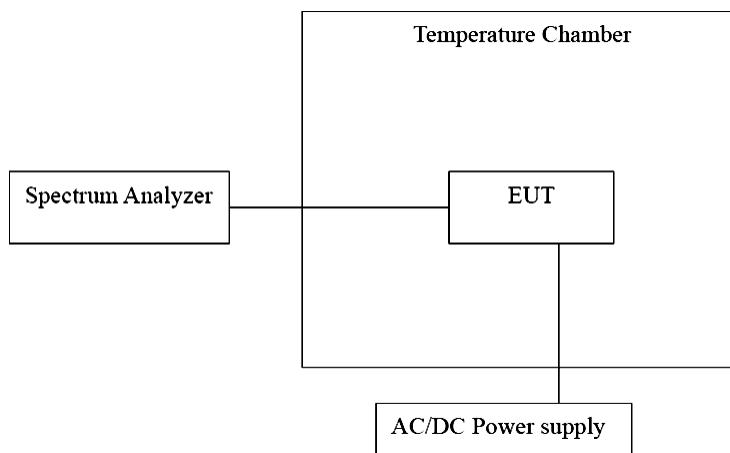 Temperature Chamber
Spectrum Analyzer
EUT
AC/DC Power supply